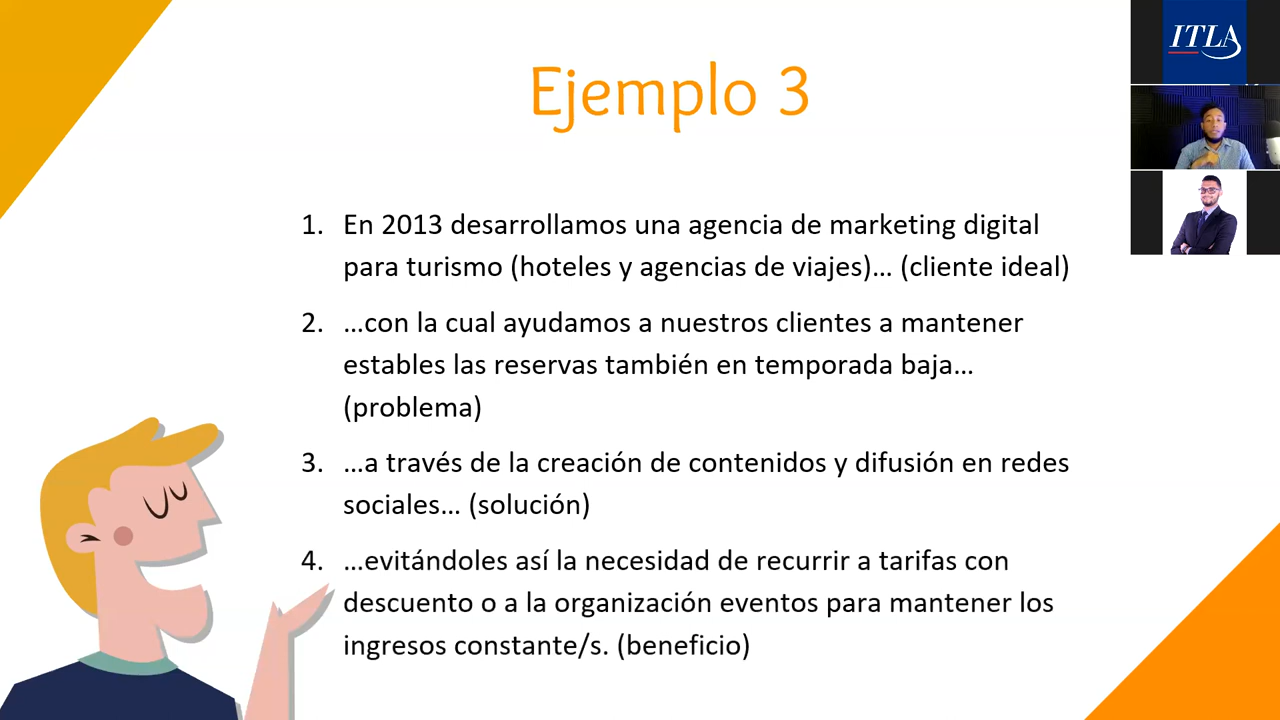 Ejemplo 3
ITLA
1. En 2013 desarrollamos una agencia de marketing digital
para turismo (hoteles y agencias de viajes)… (cliente ideal)
2. …con la cual ayudamos a nuestros clientes a mantener
estables las reservas también en temporada baja…
(problema)
3. …a través de la creación de contenidos y difusión en redes
sociales… (solución)
4. …evitándoles así la necesidad de recurrir a tarifas con
descuento o a la organización eventos para mantener los
ingresos constante/s. (beneficio)